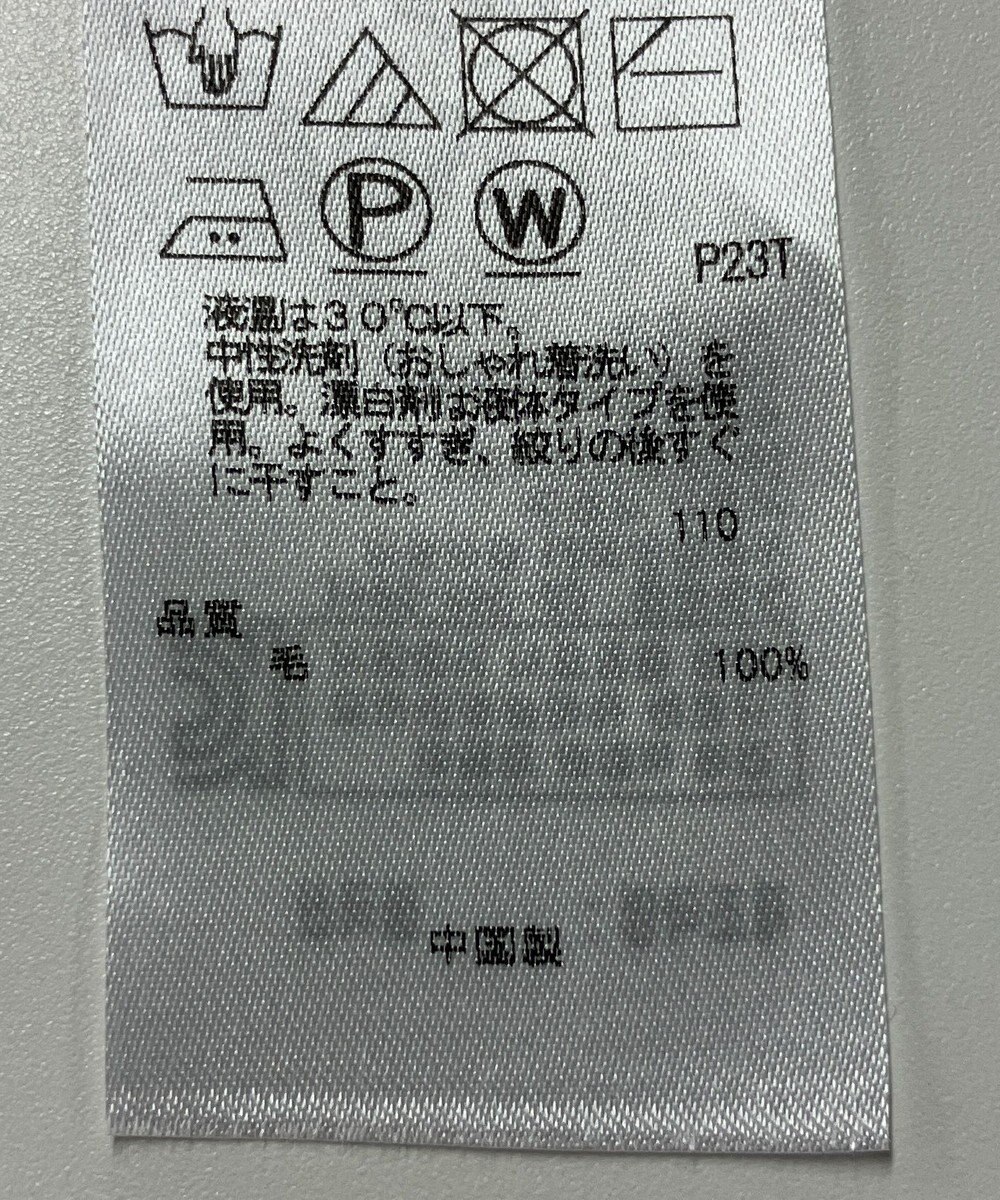 P
W
P23T
液温は30℃以下。
中性洗剤（おしゃれ着洗い）を
使用。漂白剤は液体タイプを使
用。よくすすぎ、絞りの後すぐ
に干すこと。
110
品質
毛 100%
中国製